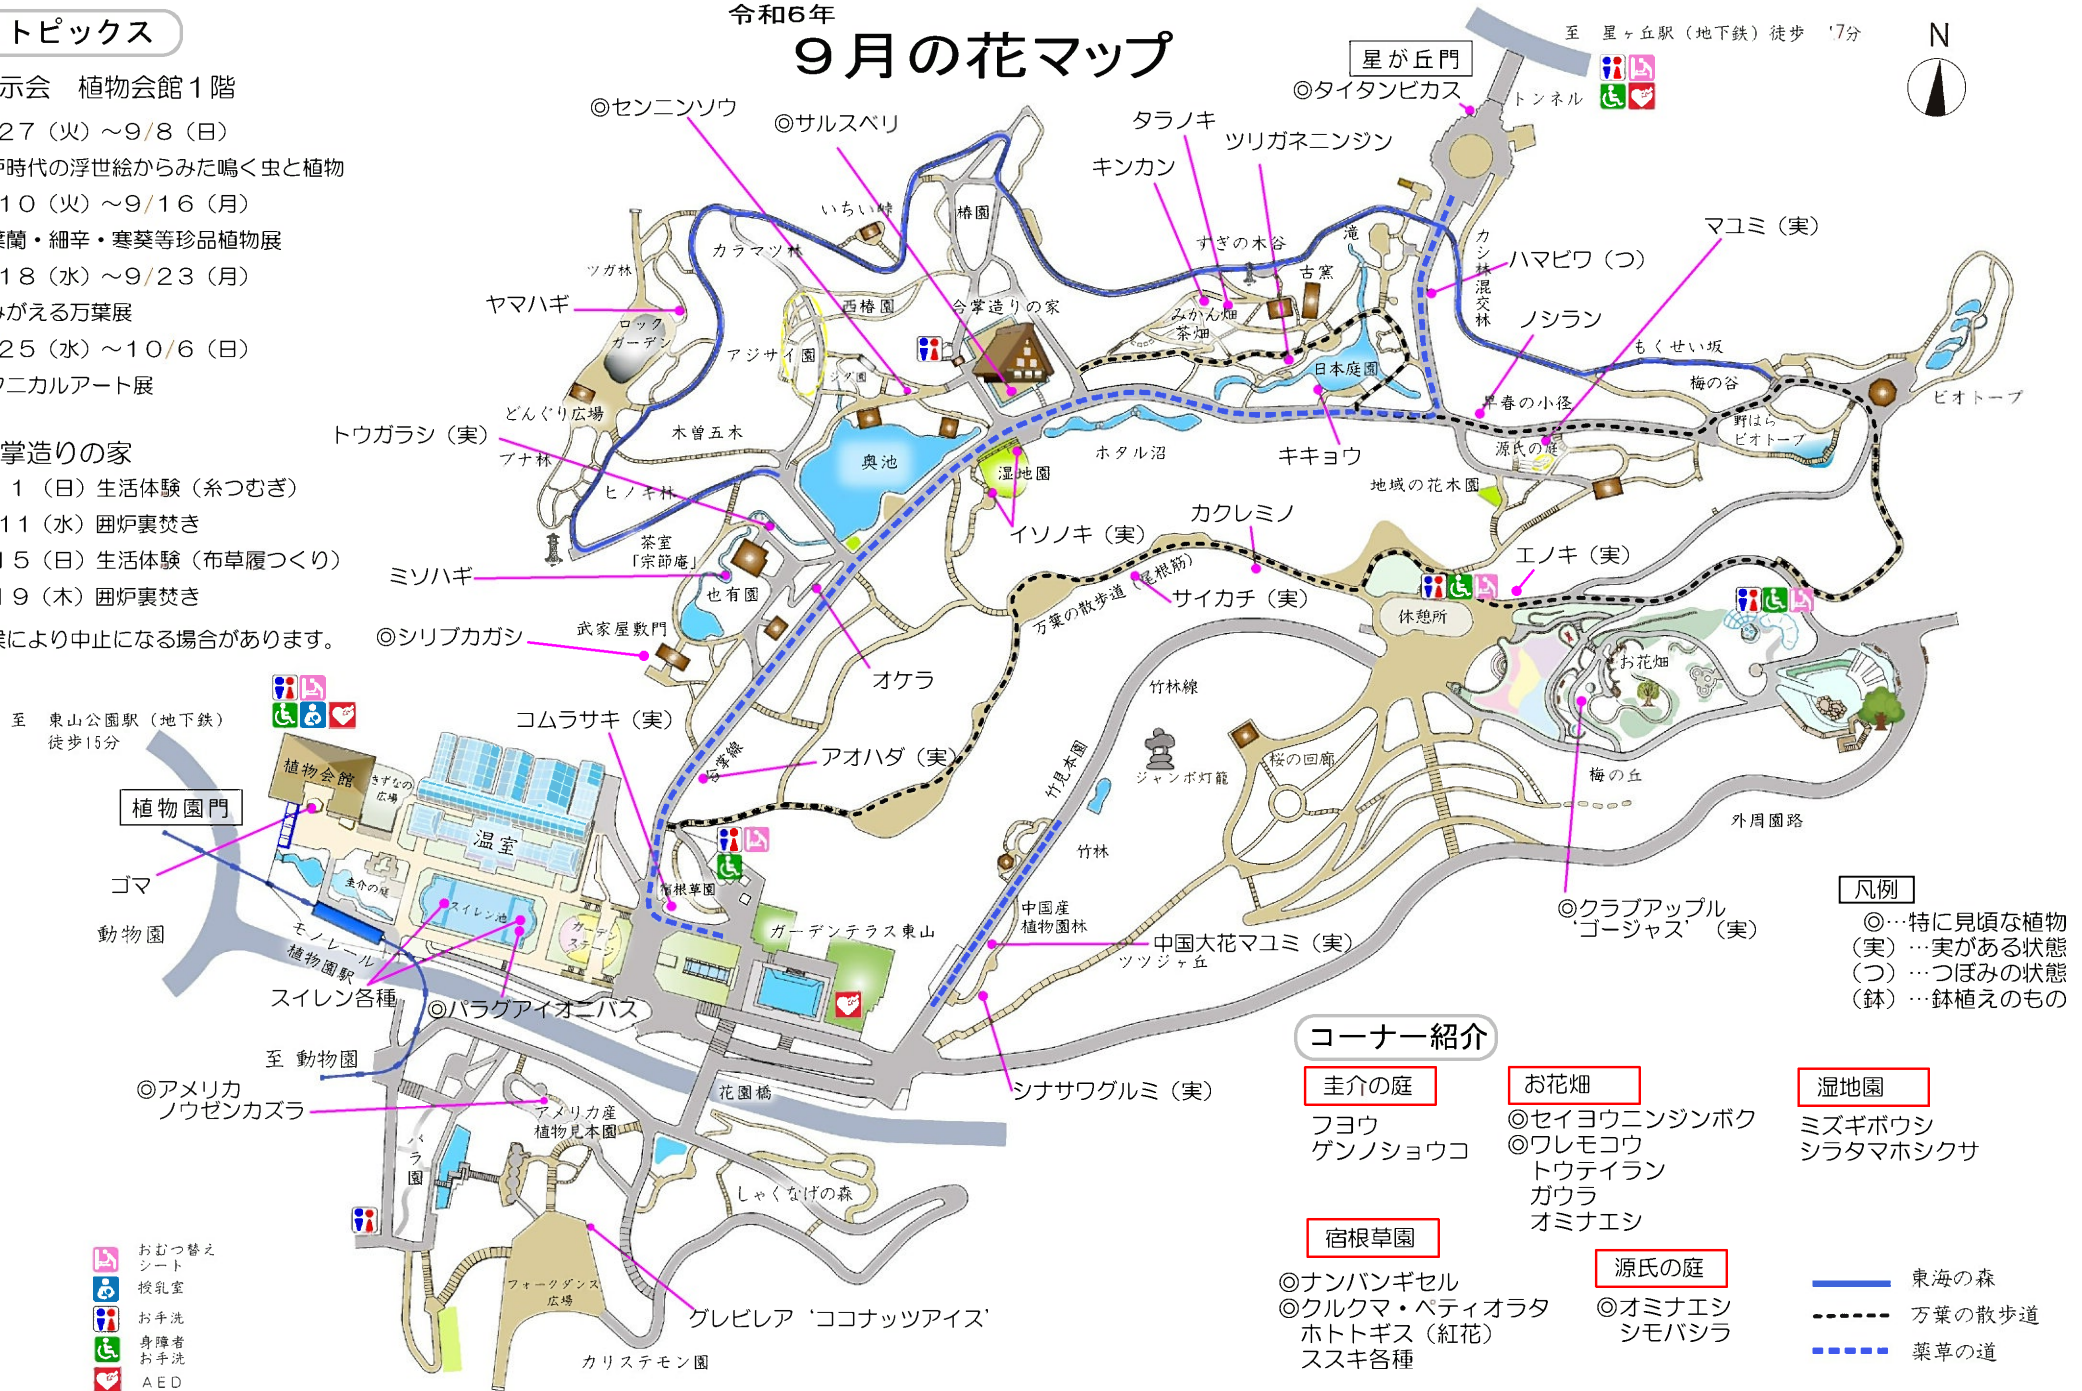 令和6年
9月の花マップ
トピックス
示会　植物会館1階
27（火）～9/8（日）
時代の浮世絵からみた鳴く虫と植物
10（火）～9/16（月）
蘭・細辛・寒葵等珍品植物展
18（水）～9/23（月）
みがえる万葉展
25（水）～10/6（日）
タニカルアート展
掌造りの家
1（日）生活体験（糸つむぎ）
11（水）囲炉裏焚き
15（日）生活体験（布草履つくり）
19（木）囲炉裏焚き
により中止になる場合があります。
至　星ヶ丘駅（地下鉄）徒歩　17分
N
星が丘門
◎タイタンビカス
トンネル
◎センニンソウ
◎サルスベリ
タラノキ
ツリガネニンジン
キンカン
マユミ（実）
いちい峠
椿園
カラマツ林
すぎの木谷
滝
カシ林混交林
ハマビワ（つ）
ツガ林
古窯
ヤマハギ
西椿園
合掌造りの家
みかん畑
茶畑
ノシラン
ロック
ガーデン
アジサイ園
シダ園
日本庭園
もくせい坂
梅の谷
ビオトープ
どんぐり広場
早春の小径
野はら
ビオトープ
トウガラシ（実）
木曽五木
ブナ林
奥池
湿地園
ホタル沼
キキョウ
源氏の庭
地域の花木園
ヒノキ林
イソノキ（実）
カクレミノ
茶室
「宗節庵」
エノキ（実）
ミソハギ
也有園
万葉の散歩道（尾根筋）
サイカチ（実）
休憩所
武家屋敷門
◎シリブカガシ
オケラ
お花畑
竹林線
至　東山公園駅（地下鉄）
徒歩15分
コムラサキ（実）
合掌線
アオハダ（実）
竹見本園
ジャンボ灯籠
桜の回廊
梅の丘
植物会館
きずなの
広場
植物園門
温室
外周園路
竹林
ゴマ
圭介の庭
宿根草園
スイレン池
ガーデン
ステージ
中国産
植物園林
◎クラブアップル
‘ゴージャス’（実）
動物園
モノレール
植物園駅
ガーデンテラス東山
中国大花マユミ（実）
ツツジヶ丘
スイレン各種
◎パラグアイオニバス
至 動物園
◎アメリカ
ノウゼンカズラ
アメリカ産
植物見本園
花園橋
シナサワグルミ（実）
バラ園
しゃくなげの森
フォークダンス
広場
グレビレア ‘ココナッツアイス’
カリステモン園
凡例
◎…特に見頃な植物
（実）…実がある状態
（つ）…つぼみの状態
（鉢）…鉢植えのもの
コーナー紹介
圭介の庭
フヨウ
ゲンノショウコ
お花畑
◎セイヨウニンジンボク
◎ワレモコウ
トウテイラン
ガウラ
オミナエシ
湿地園
ミズギボウシ
シラタマホシクサ
宿根草園
◎ナンバンギセル
◎クルクマ・ペティオラタ
ホトトギス（紅花）
ススキ各種
源氏の庭
◎オミナエシ
シモバシラ
東海の森
万葉の散歩道
薬草の道
おむつ替え
シート
授乳室
お手洗
身障者
お手洗
AED